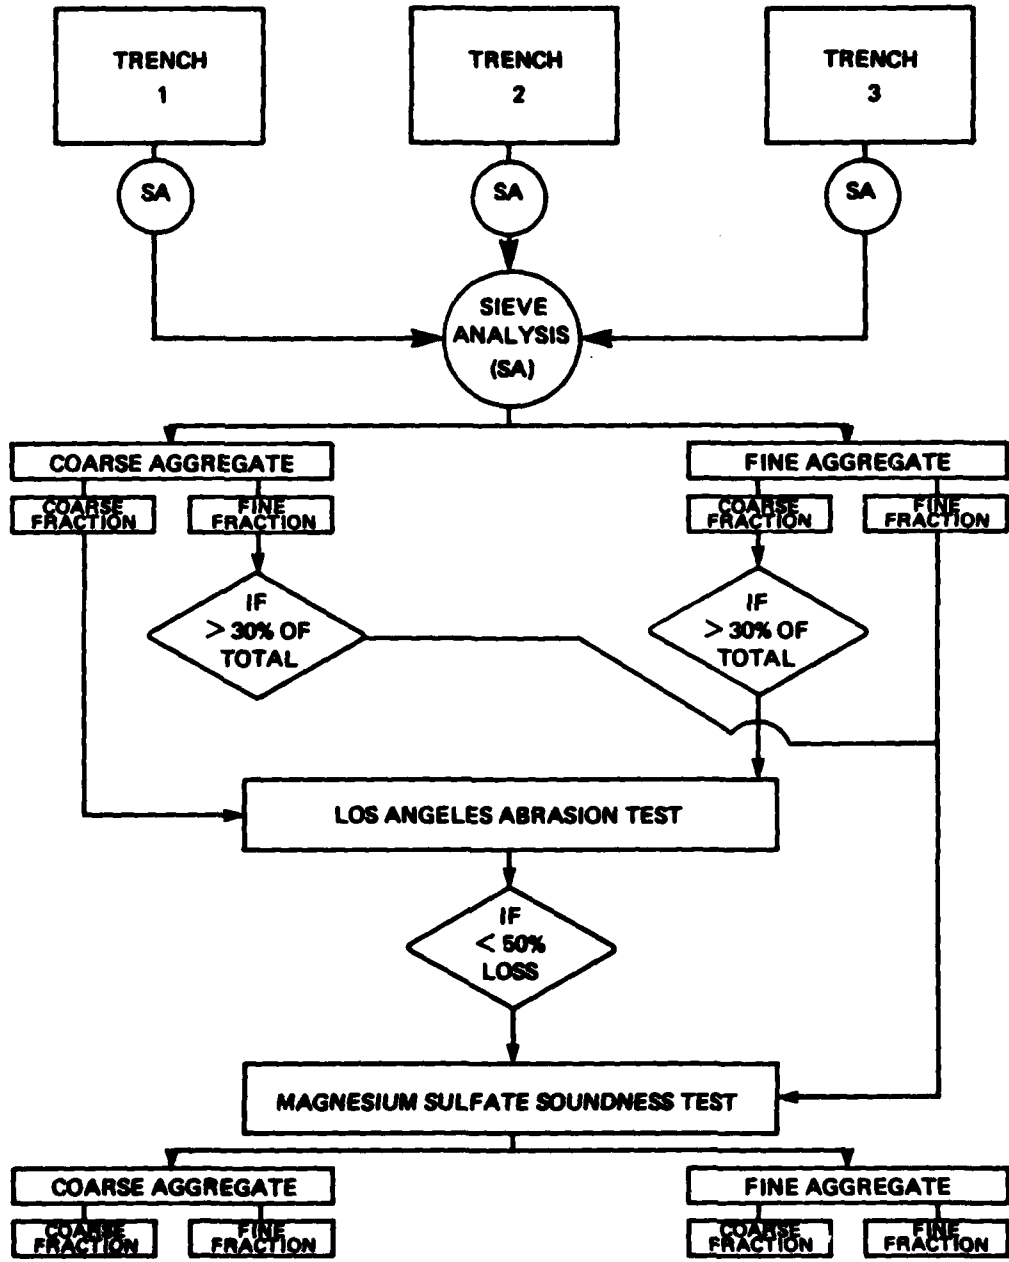 TRENCH
1
TRENCH
2
TRENCH
3
SA
SA
SA
SIEVE
ANALYSIS
(SA)
COARSE AGGREGATE
FINE AGGREGATE
COARSE
FRACTION
FINE
FRACTION
COARSE
FRACTION
FINE
FRACTION
IF
> 30% OF
TOTAL
IF
> 30% OF
TOTAL
LOS ANGELES ABRASION TEST
IF
< 50%
LOSS
MAGNESIUM SULFATE SOUNDNESS TEST
COARSE AGGREGATE
FINE AGGREGATE
COARSE
FRACTION
FINE
FRACTION
COARSE
FRACTION
FINE
FRACTION